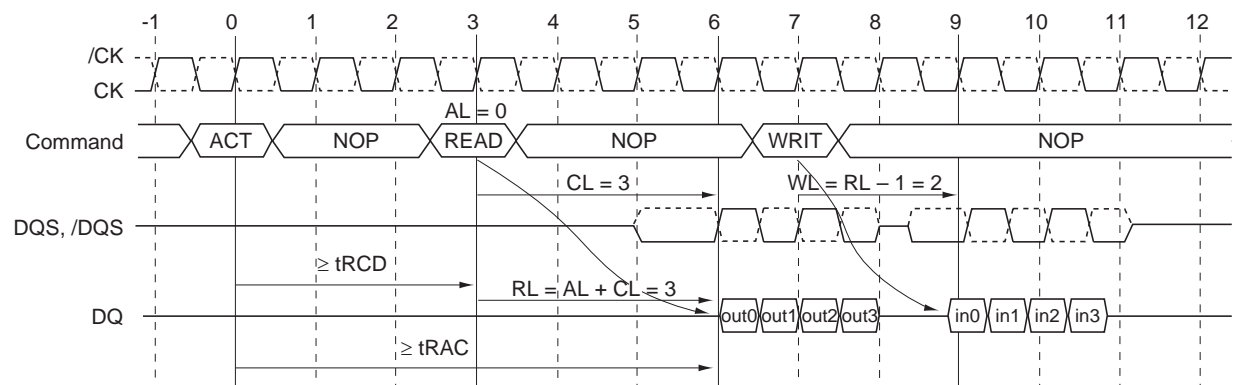 -1 0 1 2 3 4 5 6 7 8 9 10 11 12
/CK
CK
AL = 0
Command ACT NOP READ NOP WRIT NOP
CL = 3 WL = RL – 1 = 2
DQS, /DQS
≥ tRCD
RL = AL + CL = 3
DQ out0 out1 out2 out3 in0 in1 in2 in3
≥ tRAC